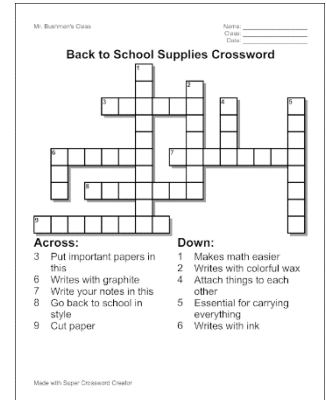 Mr. Bushman's Class
Name:
Class:
Date:
Back to School Supplies Crossword
1
2
3
4
5
6
7
8
9
Across:
3 Put important papers in
this
6 Writes with graphite
7 Write your notes in this
8 Go back to school in
style
9 Cut paper
Down:
1 Makes math easier
2 Writes with colorful wax
4 Attach things to each
other
5 Essential for carrying
everything
6 Writes with ink
Made with Super Crossword Creator